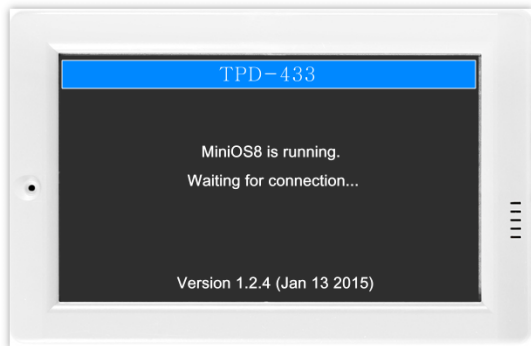 TPD-433
MiniOS8 is running.
Waiting for connection...
Version 1.2.4 (Jan 13 2015)